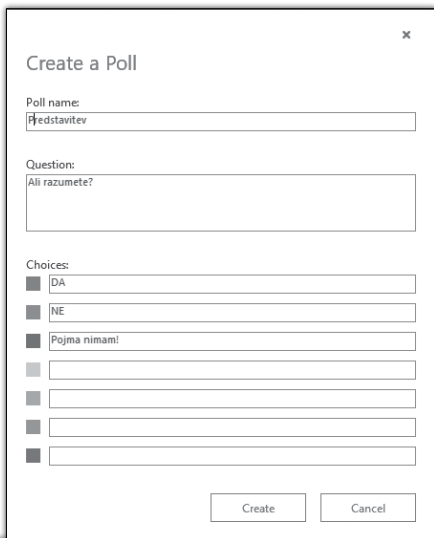 ×
Create a Poll
Poll name:
Predstavitev
Question:
Ali razumete?
Choices:
DA
NE
Pojma nimam!
Create Cancel